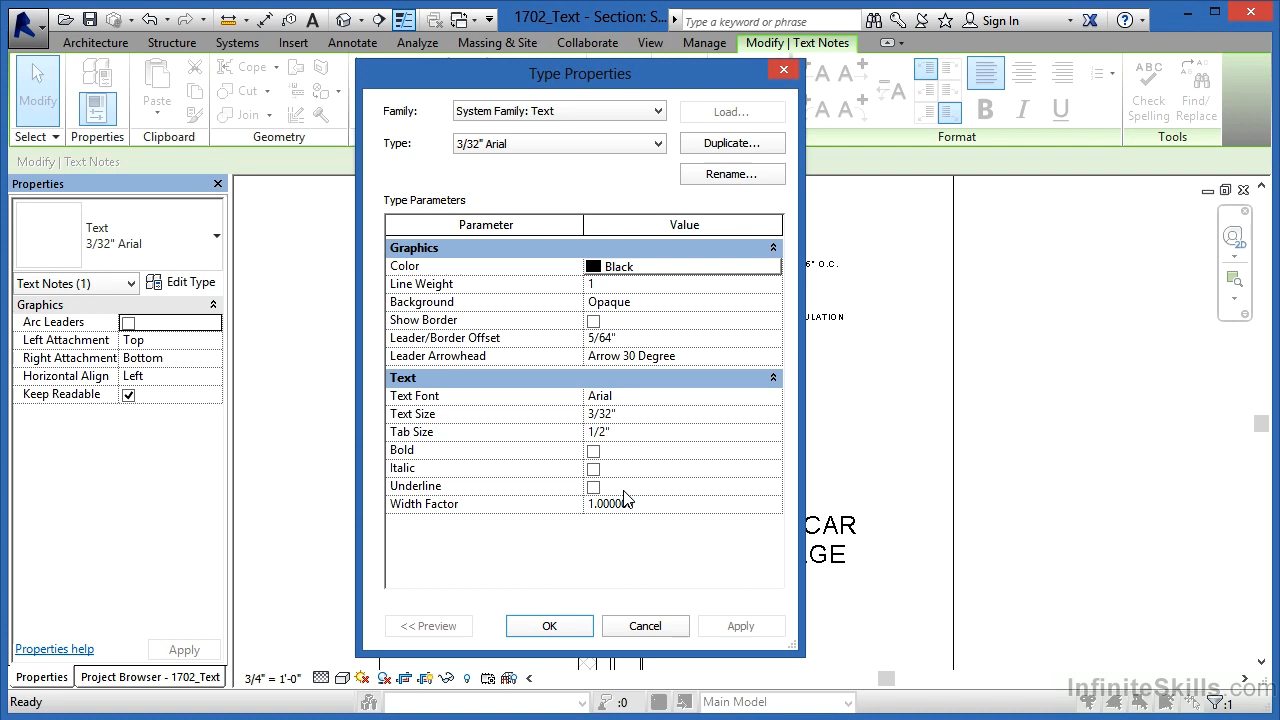 1702_Text - Section: S...
Type a keyword or phrase
Sign In
Architecture
Structure
Systems
Insert
Annotate
Analyze
Massing & Site
Collaborate
View
Manage
Modify | Text Notes
Modify
Select
Properties
Paste
Clipboard
Cope
Cut
Join
Geometry
Format
Check
Spelling
Find/
Replace
Tools
Modify | Text Notes
Properties
Text
3/32" Arial
Text Notes (1)
Edit Type
Graphics
Arc Leaders
Left Attachment Top
Right Attachment Bottom
Horizontal Align Left
Keep Readable
Properties help
Apply
Properties
Project Browser - 1702_Text
Type Properties
Family: System Family: Text
Load...
Type: 3/32" Arial
Duplicate...
Rename...
Type Parameters
Parameter Value
Graphics
Color Black
Line Weight 1
Background Opaque
Show Border
Leader/Border Offset 5/64"
Leader Arrowhead Arrow 30 Degree
Text
Text Font Arial
Text Size 3/32"
Tab Size 1/2"
Bold
Italic
Underline
Width Factor
<< Preview
OK
Cancel
Apply
" O.C.
ULATION
CAR
GE
2D
3/4" = 1'-0"
Ready
:0
Main Model
:1
InfiniteSkills.com